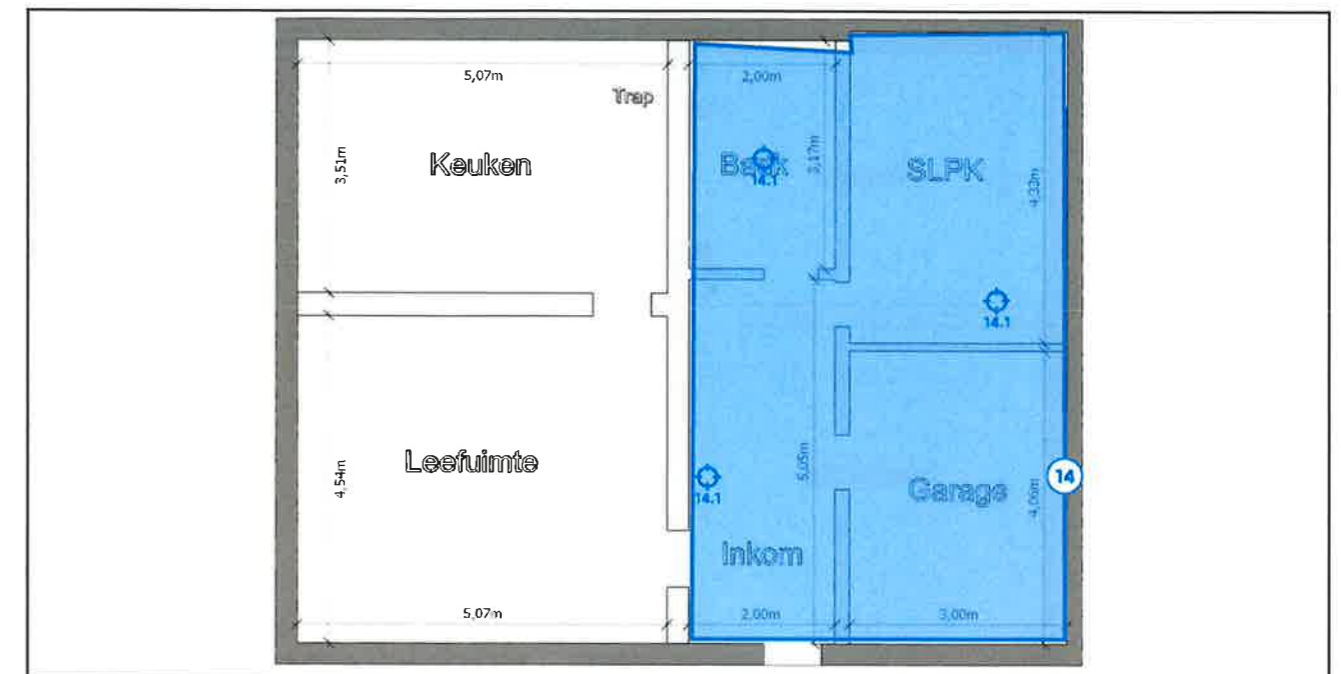 5,07m
2,00m
Trap
3,51m
Keuken
3,17m
SLPK
14.1
4,33m
14.1
4,54m
Leefuimte
5,05m
14
14.1
Garage
4,06m
Inkom
5,07m
2,00m
3,00m